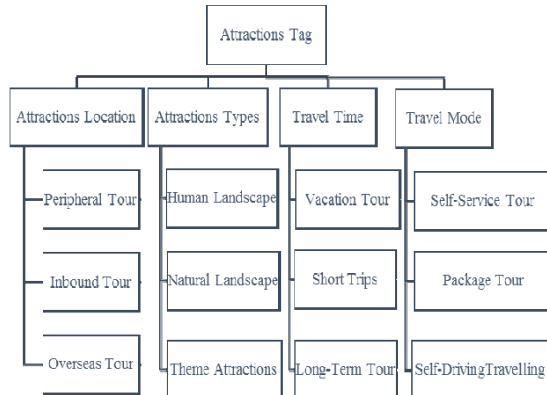 Attractions Tag
Attractions Location
Attractions Types
Travel Time
Travel Mode
Peripheral Tour
Human Landscape
Vacation Tour
Self-Service Tour
Inbound Tour
Natural Landscape
Short Trips
Package Tour
Overseas Tour
Theme Attractions
Long-Term Tour
Self-DrivingTravelling